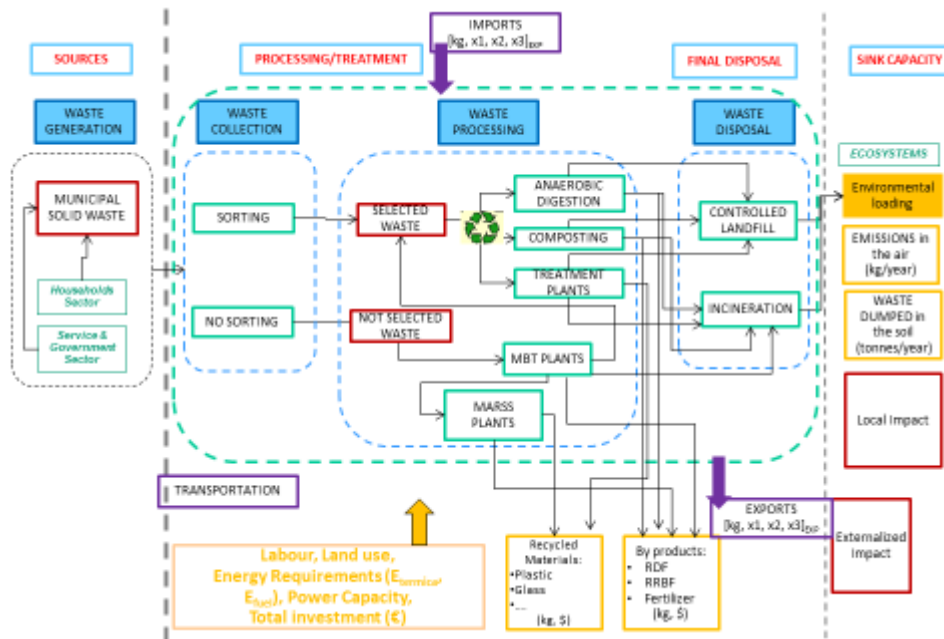 IMPORTS
[kg, x1, x2, x3]EXP
SOURCES
PROCESSING/TREATMENT
FINAL DISPOSAL
SINK CAPACITY
WASTE
GENERATION
WASTE
COLLECTION
WASTE
PROCESSING
WASTE
DISPOSAL
ECOSYSTEMS
MUNICIPAL
SOLID WASTE
SORTING
SELECTED
WASTE
ANAEROBIC
DIGESTION
COMPOSTING
TREATMENT
PLANTS
CONTROLLED
LANDFILL
Environmental
loading
EMISSIONS in
the air
(kg/year)
Households
Sector
Service &
Government
Sector
NO SORTING
NOT SELECTED
WASTE
MBT PLANTS
INCINERATION
WASTE
DUMPED in
the soil
(tonnes/year)
MARSS
PLANTS
Local Impact
TRANSPORTATION
EXPORTS
[kg, x1, x2, x3]EXP
Externalized
Impact
Labour, Land use,
Energy Requirements (Etermica,
Efuel), Power Capacity,
Total investment (€)
Recycled
Materials:
•Plastic
•Glass
•...
(kg, $)
By products:
• RDF
• RRBF
• Fertilizer
(kg, $)